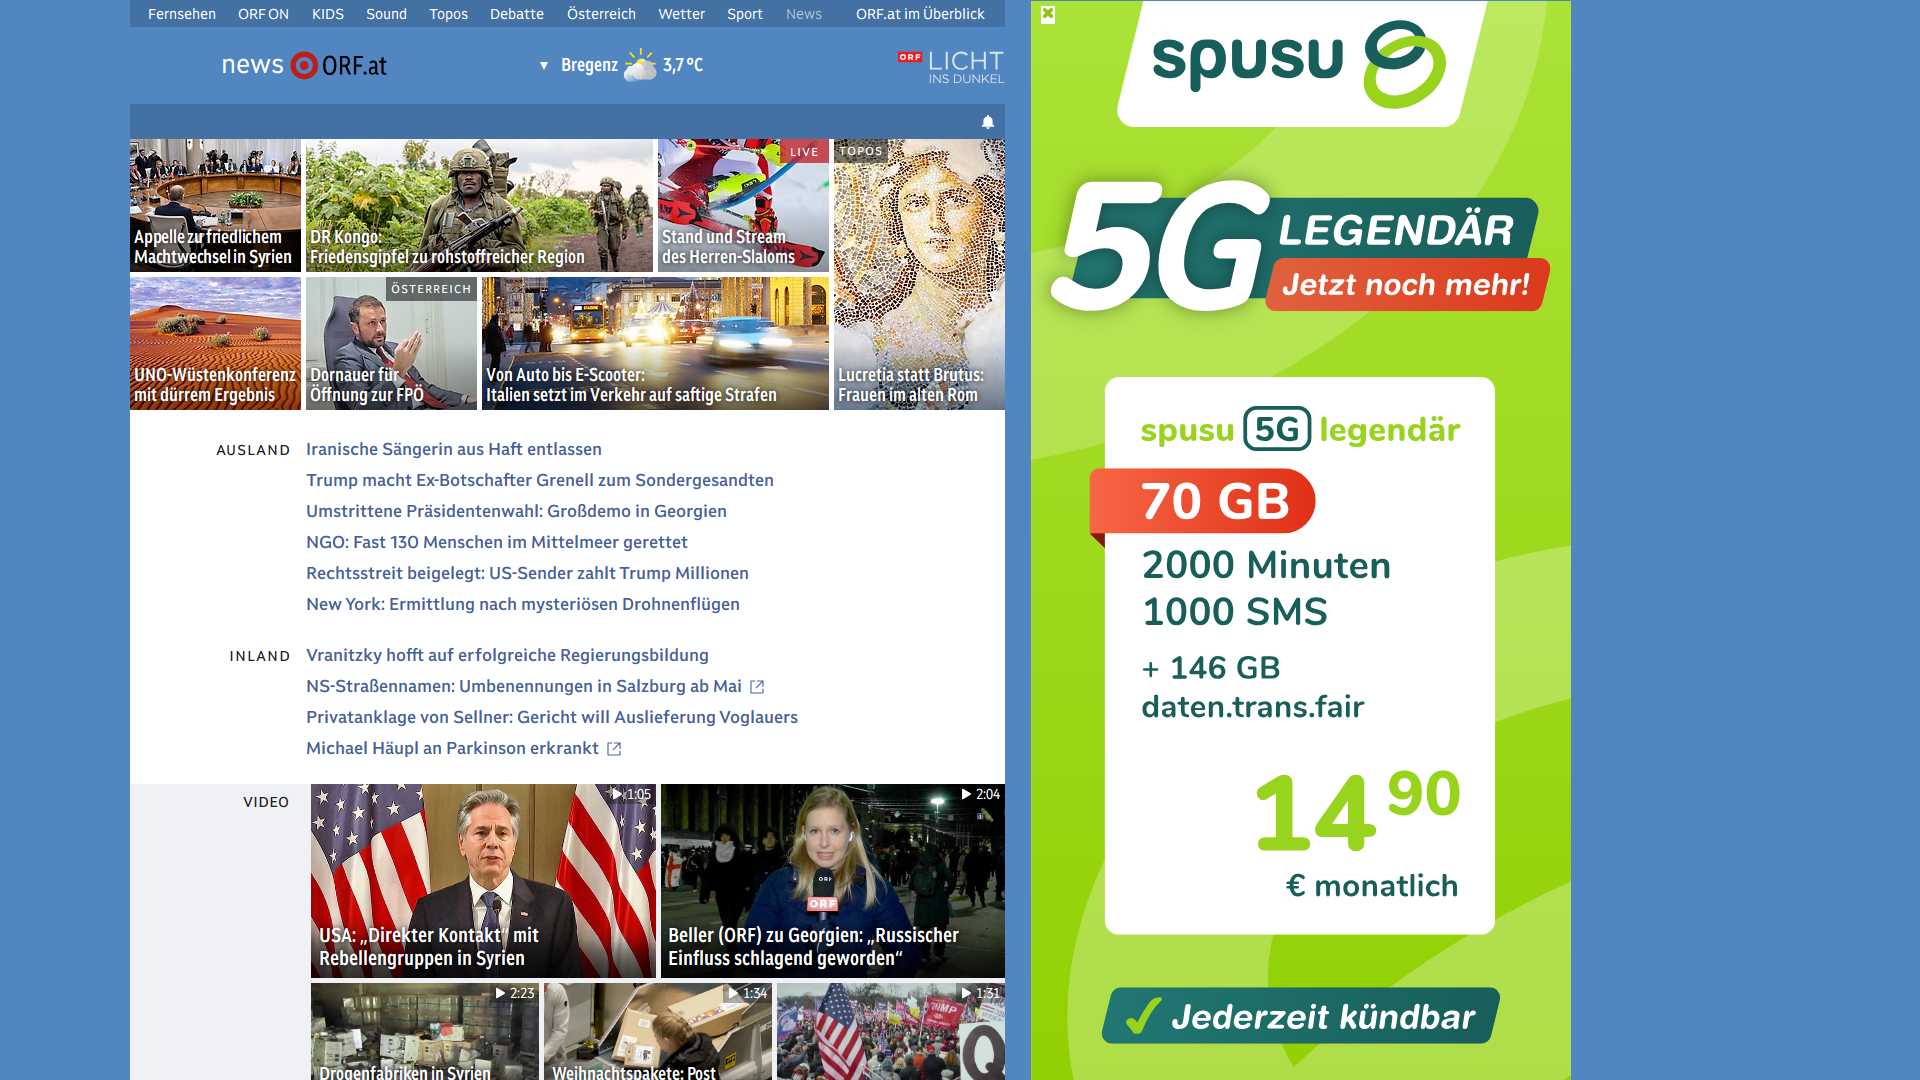 Fernsehen ORF ON KIDS Sound Topos Debatte Österreich Wetter Sport News ORF.at im Überblick
news ORF.at
Bregenz 3,7 °C
ORF LICHT
INS DUNKEL
Appelle zu friedlichem
Machtwechsel in Syrien
DR Kongo:
Friedensgipfel zu rohstoffreicher Region
LIVE
Stand und Stream
des Herren-Slaloms
TOPOS
Lucretia statt Brutus:
Frauen im alten Rom
UNO-Wüstenkonferenz
mit dürrem Ergebnis
ÖSTERREICH
Dornauer für
Öffnung zur FPÖ
Von Auto bis E-Scooter:
Italien setzt im Verkehr auf saftige Strafen
AUSLAND
Iranische Sängerin aus Haft entlassen
Trump macht Ex-Botschafter Grenell zum Sondergesandten
Umstrittene Präsidentenwahl: Großdemo in Georgien
NGO: Fast 130 Menschen im Mittelmeer gerettet
Rechtsstreit beigelegt: US-Sender zahlt Trump Millionen
New York: Ermittlung nach mysteriösen Drohnenflügen
INLAND
Vranitzky hofft auf erfolgreiche Regierungsbildung
NS-Straßennamen: Umbenennungen in Salzburg ab Mai
Privatanklage von Sellner: Gericht will Auslieferung Voglauers
Michael Häupl an Parkinson erkrankt
VIDEO
1:05
USA: „Direkter Kontakt“ mit
Rebellengruppen in Syrien
2:04
ORF
ORF
Beller (ORF) zu Georgien: „Russischer
Einfluss schlagend geworden“
2:23
Drogenfabriken in Syrien
1:34
Weihnachtspakete: Post
1:31
TRUMP
Q
spusu
5G LEGENDÄR
Jetzt noch mehr!
spusu 5G legendär
70 GB
2000 Minuten
1000 SMS
+ 146 GB
daten.trans.fair
14 90
€ monatlich
Jederzeit kündbar